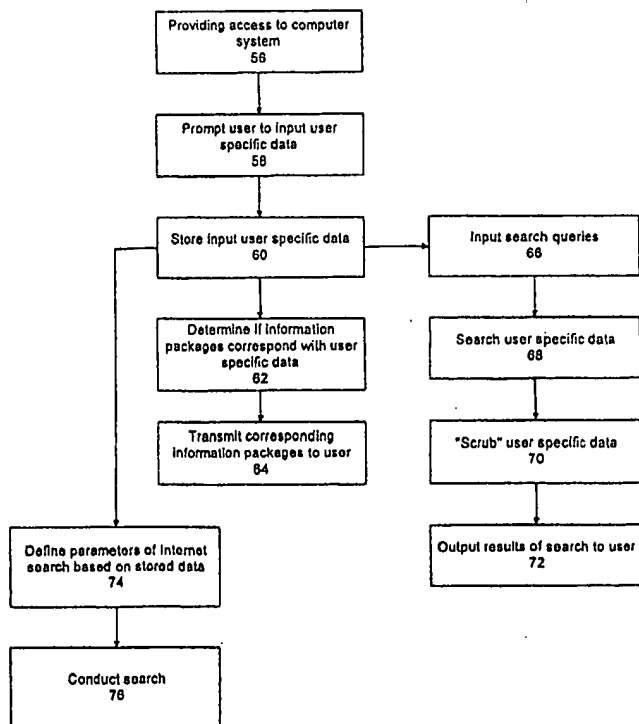 Providing access to computer
system
56
Prompt user to input user
specific data
58
Store input user specific data
60
Input search queries
66
Determine if information
packages correspond with user
specific data
62
Search user specific data
68
Transmit corresponding
information packages to user
64
"Scrub" user specific data
70
Define parameters of Internet
search based on stored data
74
Output results of search to user
72
Conduct search
76